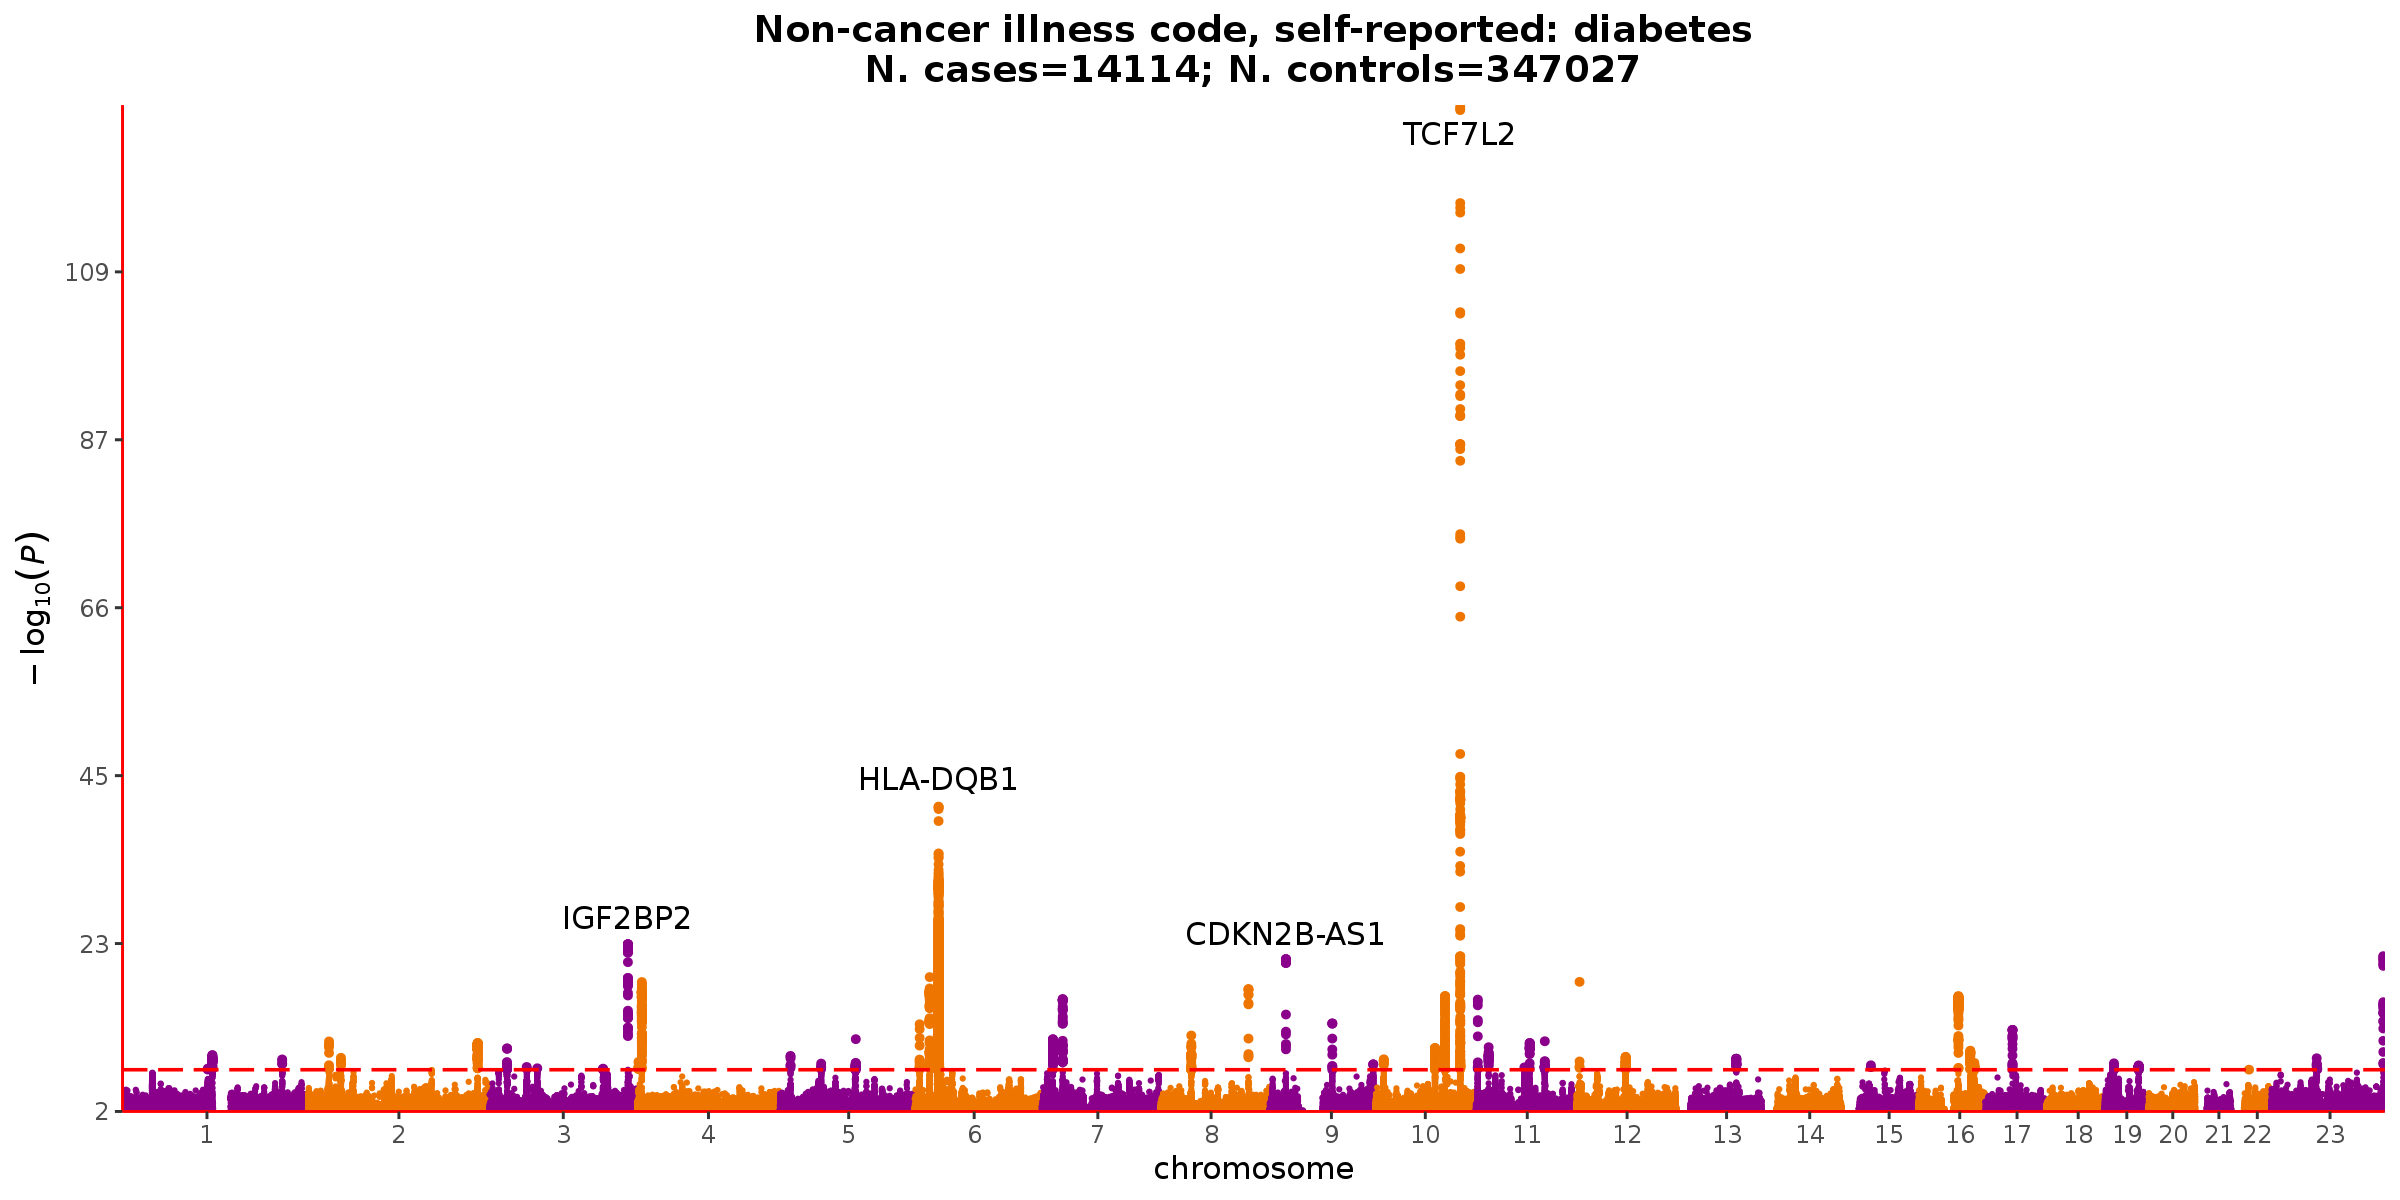 Non-cancer illness code, self-reported: diabetes
N. cases=14114; N. controls=347027
TCF7L2
109
87
−log10(P)
66
45
HLA-DQB1
IGF2BP2
CDKN2B-AS1
23
2
1 2 3 4 5 6 7 8 9 10 11 12 13 14 15 16 17 18 19 20 21 22 23
chromosome